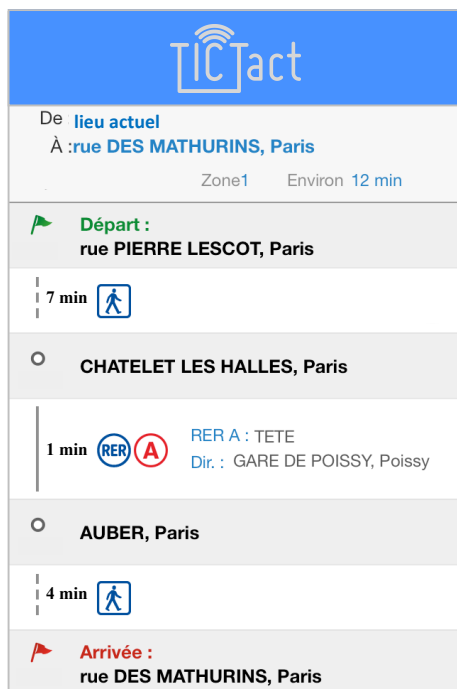 TICTact
De lieu actuel
À :rue DES MATHURINS, Paris
Zone1 Environ 12 min
Départ :
rue PIERRE LESCOT, Paris
7 min
CHATELET LES HALLES, Paris
1 min RER A RER A : TETE
Dir. : GARE DE POISSY, Poissy
AUBER, Paris
4 min
Arrivée :
rue DES MATHURINS, Paris